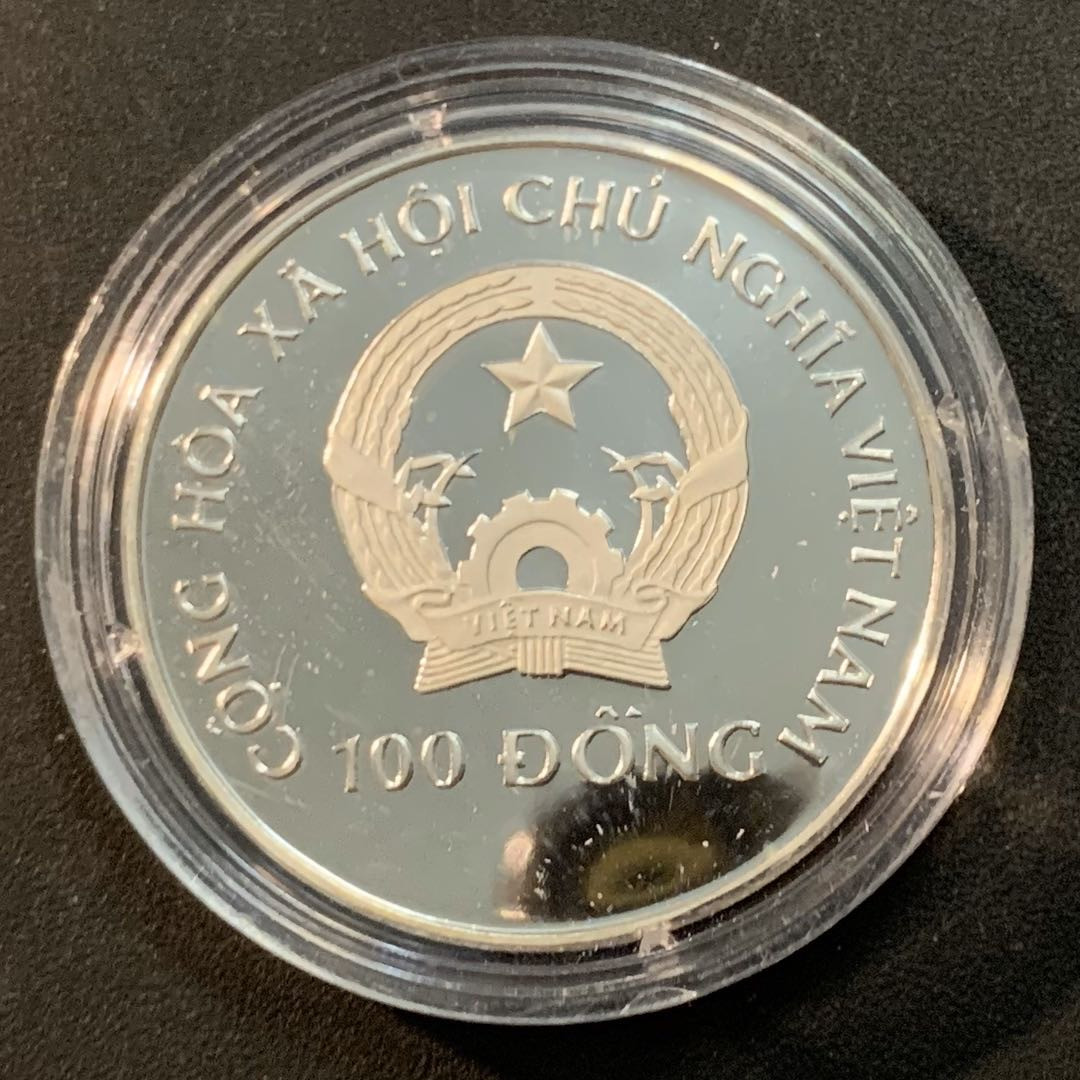 CỘNG HÒA XÃ HỘI CHỦ NGHĨA VIỆT NAM
VIỆT NAM
100 ĐỒNG